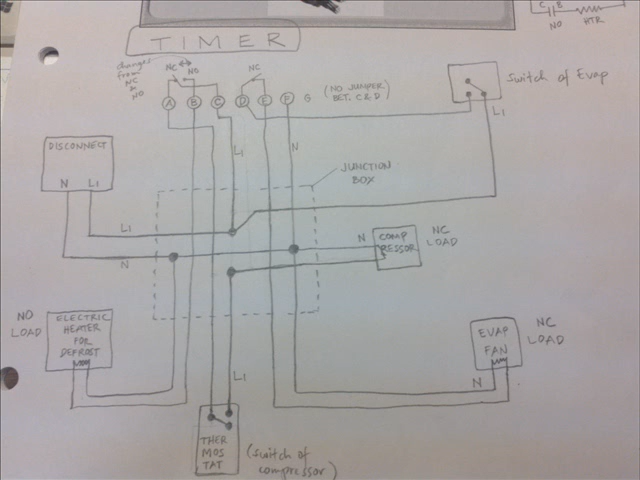 C B
NO HTR
TIMER
changes
from
NC
& NO
NC NO
NC
A B C D E F G
(NO JUMPER
BET. C & D)
Switch of Evap
L1
L1
N
DISCONNECT
N L1
JUNCTION
BOX
L1
N
N
COMP
RESSOR
NC
LOAD
NO
LOAD
ELECTRIC
HEATER
FOR
DEFROST
EVAP
FAN
NC
LOAD
N
L1
THER
MOS
TAT
(switch of
compressor)